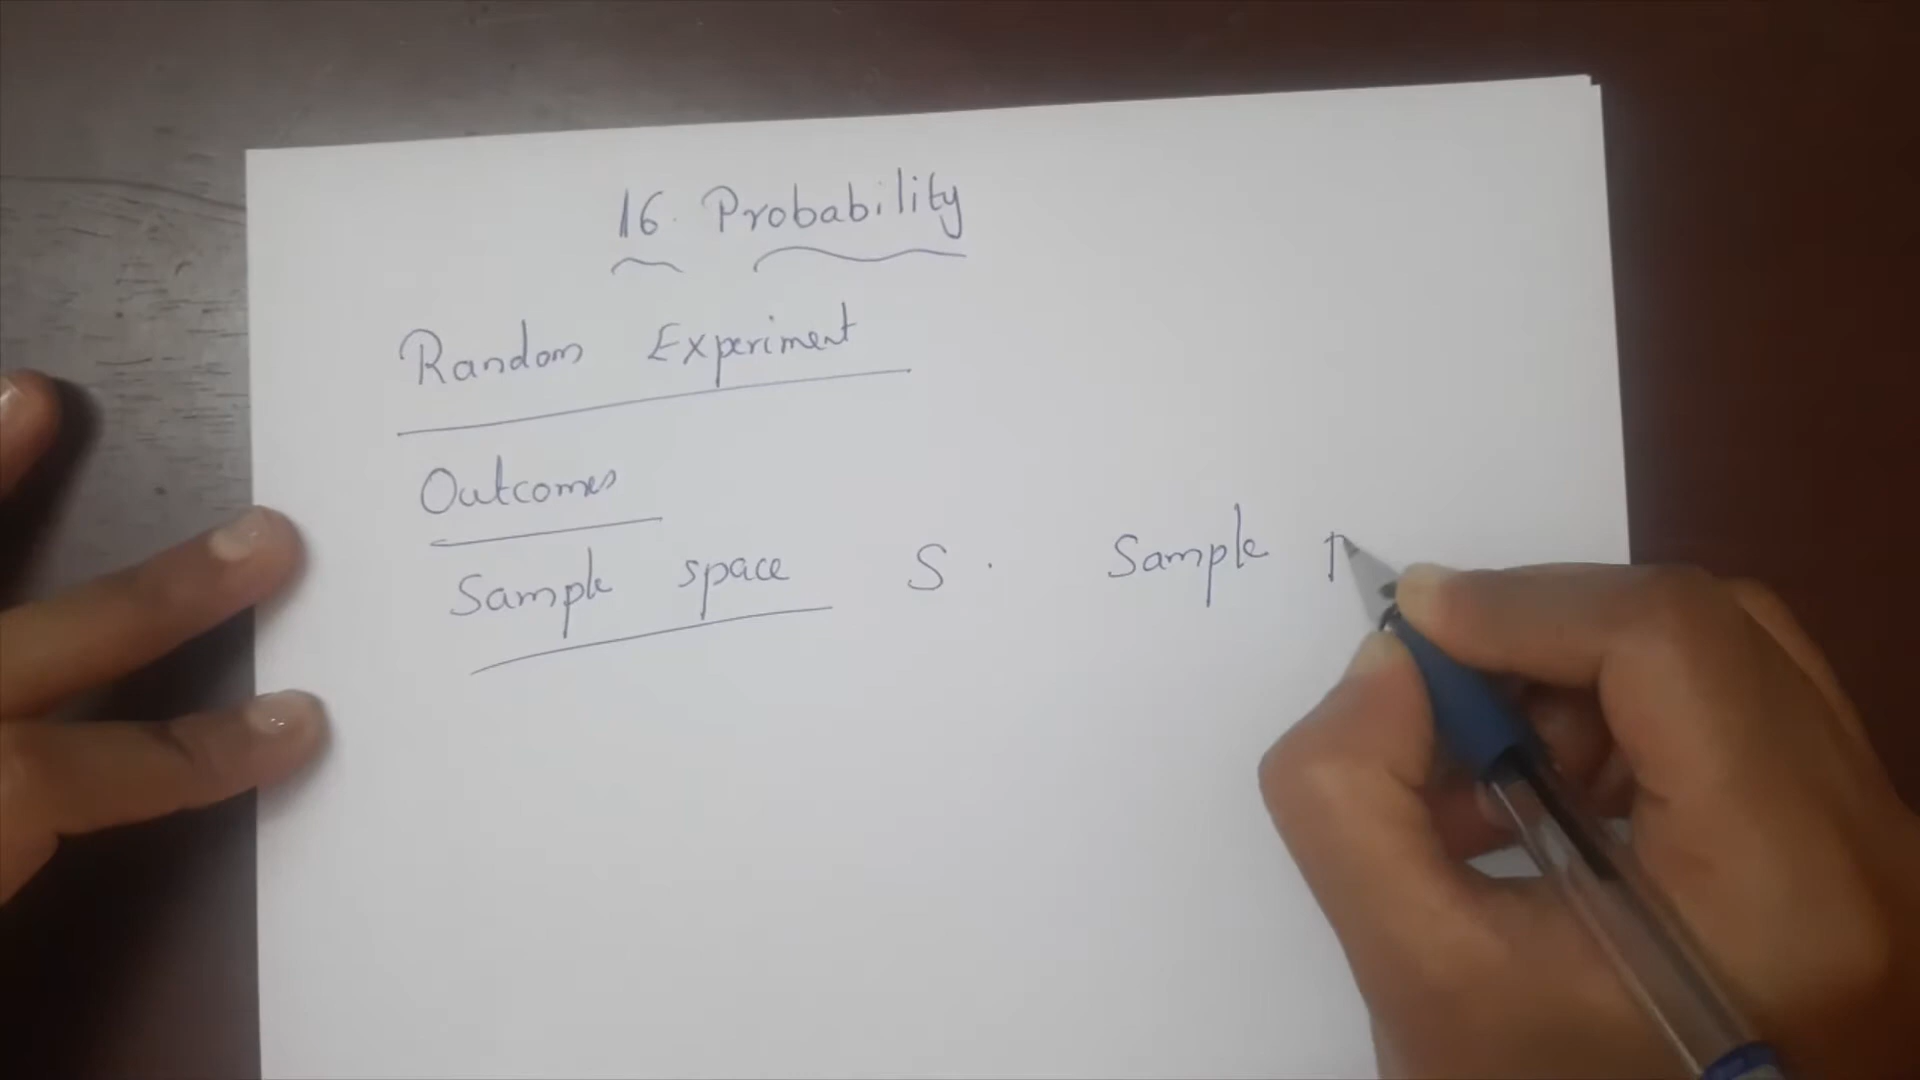 16. Probability
Random Experiment
Outcomes
Sample space S. Sample